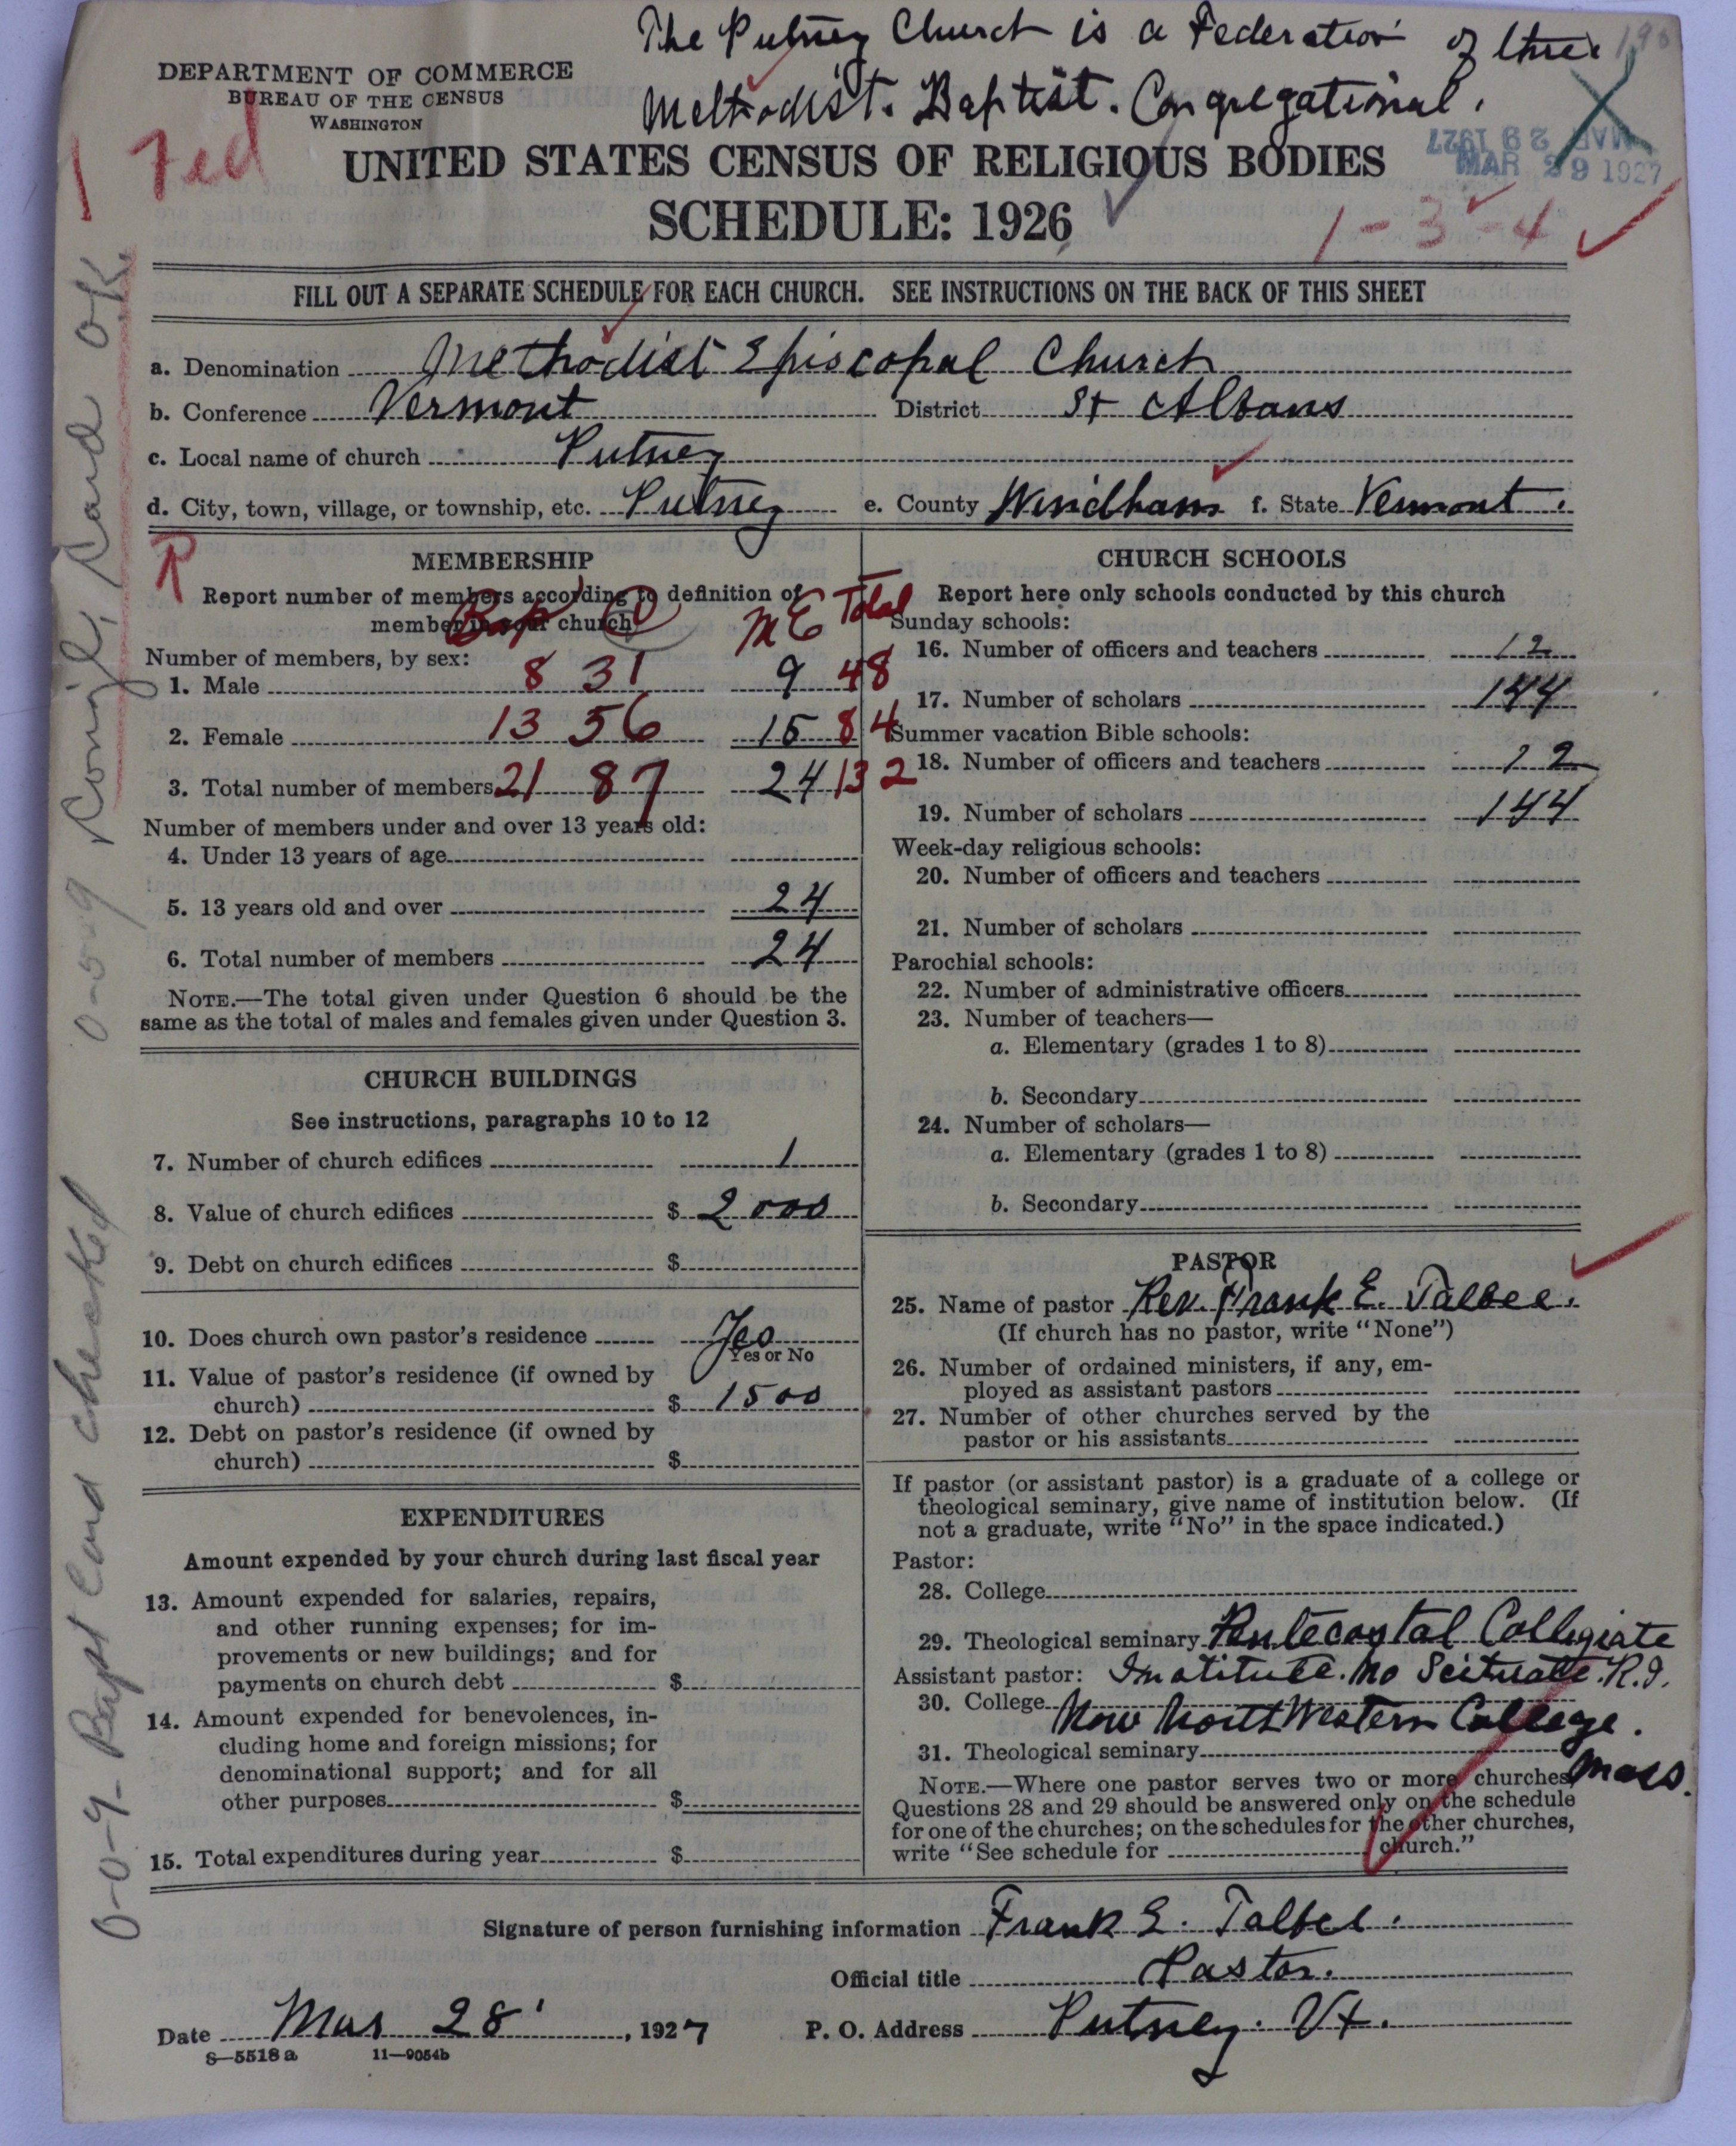 The Putney Church is a Federation of three
Methodist. Baptist. Congregational.
DEPARTMENT OF COMMERCE
BUREAU OF THE CENSUS
WASHINGTON
1 Fed
UNITED STATES CENSUS OF RELIGIOUS BODIES
MAR 29 1927
MAR 29 1927
SCHEDULE: 1926
1-3-4
FILL OUT A SEPARATE SCHEDULE FOR EACH CHURCH. SEE INSTRUCTIONS ON THE BACK OF THIS SHEET
a. Denomination Methodist Episcopal Church
b. Conference Vermont District St Albans
c. Local name of church Putney
d. City, town, village, or township, etc. Putney e. County Windham f. State Vermont.
R
MEMBERSHIP
Report number of members according to definition of
member in your church
Bap C M E Total
Number of members, by sex:
1. Male 8 31 9 48
2. Female 13 56 15 84
3. Total number of members 21 87 24 132
Number of members under and over 13 years old:
4. Under 13 years of age
5. 13 years old and over 24
6. Total number of members 24
NOTE.—The total given under Question 6 should be the
same as the total of males and females given under Question 3.
CHURCH BUILDINGS
See instructions, paragraphs 10 to 12
7. Number of church edifices 1
8. Value of church edifices $ 2000
9. Debt on church edifices $
10. Does church own pastor's residence Yes
Yes or No
11. Value of pastor's residence (if owned by
church) $ 1500
12. Debt on pastor's residence (if owned by
church) $
EXPENDITURES
Amount expended by your church during last fiscal year
13. Amount expended for salaries, repairs,
and other running expenses; for im-
provements or new buildings; and for
payments on church debt $
14. Amount expended for benevolences, in-
cluding home and foreign missions; for
denominational support; and for all
other purposes $
15. Total expenditures during year $
CHURCH SCHOOLS
Report here only schools conducted by this church
Sunday schools:
16. Number of officers and teachers 12
17. Number of scholars 144
Summer vacation Bible schools:
18. Number of officers and teachers 12
19. Number of scholars 144
Week-day religious schools:
20. Number of officers and teachers
21. Number of scholars
Parochial schools:
22. Number of administrative officers
23. Number of teachers—
a. Elementary (grades 1 to 8)
b. Secondary
24. Number of scholars—
a. Elementary (grades 1 to 8)
b. Secondary
PASTOR
25. Name of pastor Rev. Frank E. Talbee.
(If church has no pastor, write "None")
26. Number of ordained ministers, if any, em-
ployed as assistant pastors
27. Number of other churches served by the
pastor or his assistants
If pastor (or assistant pastor) is a graduate of a college or
theological seminary, give name of institution below. (If
not a graduate, write "No" in the space indicated.)
Pastor:
28. College
29. Theological seminary Pentecostal Collegiate
Assistant pastor: Institute. No Scituate. R.I.
30. College Now NorthWestern College.
31. Theological seminary Mass.
NOTE.—Where one pastor serves two or more churches
Questions 28 and 29 should be answered only on the schedule
for one of the churches; on the schedules for the other churches,
write "See schedule for church."
Signature of person furnishing information Frank E. Talbee.
Official title Pastor.
Date Mar 28, 1927 P. O. Address Putney. Vt.
S—5518 a 11—9054b
0-0-9- Bapt Card checked
0-5-9 Cong'l, Card OK